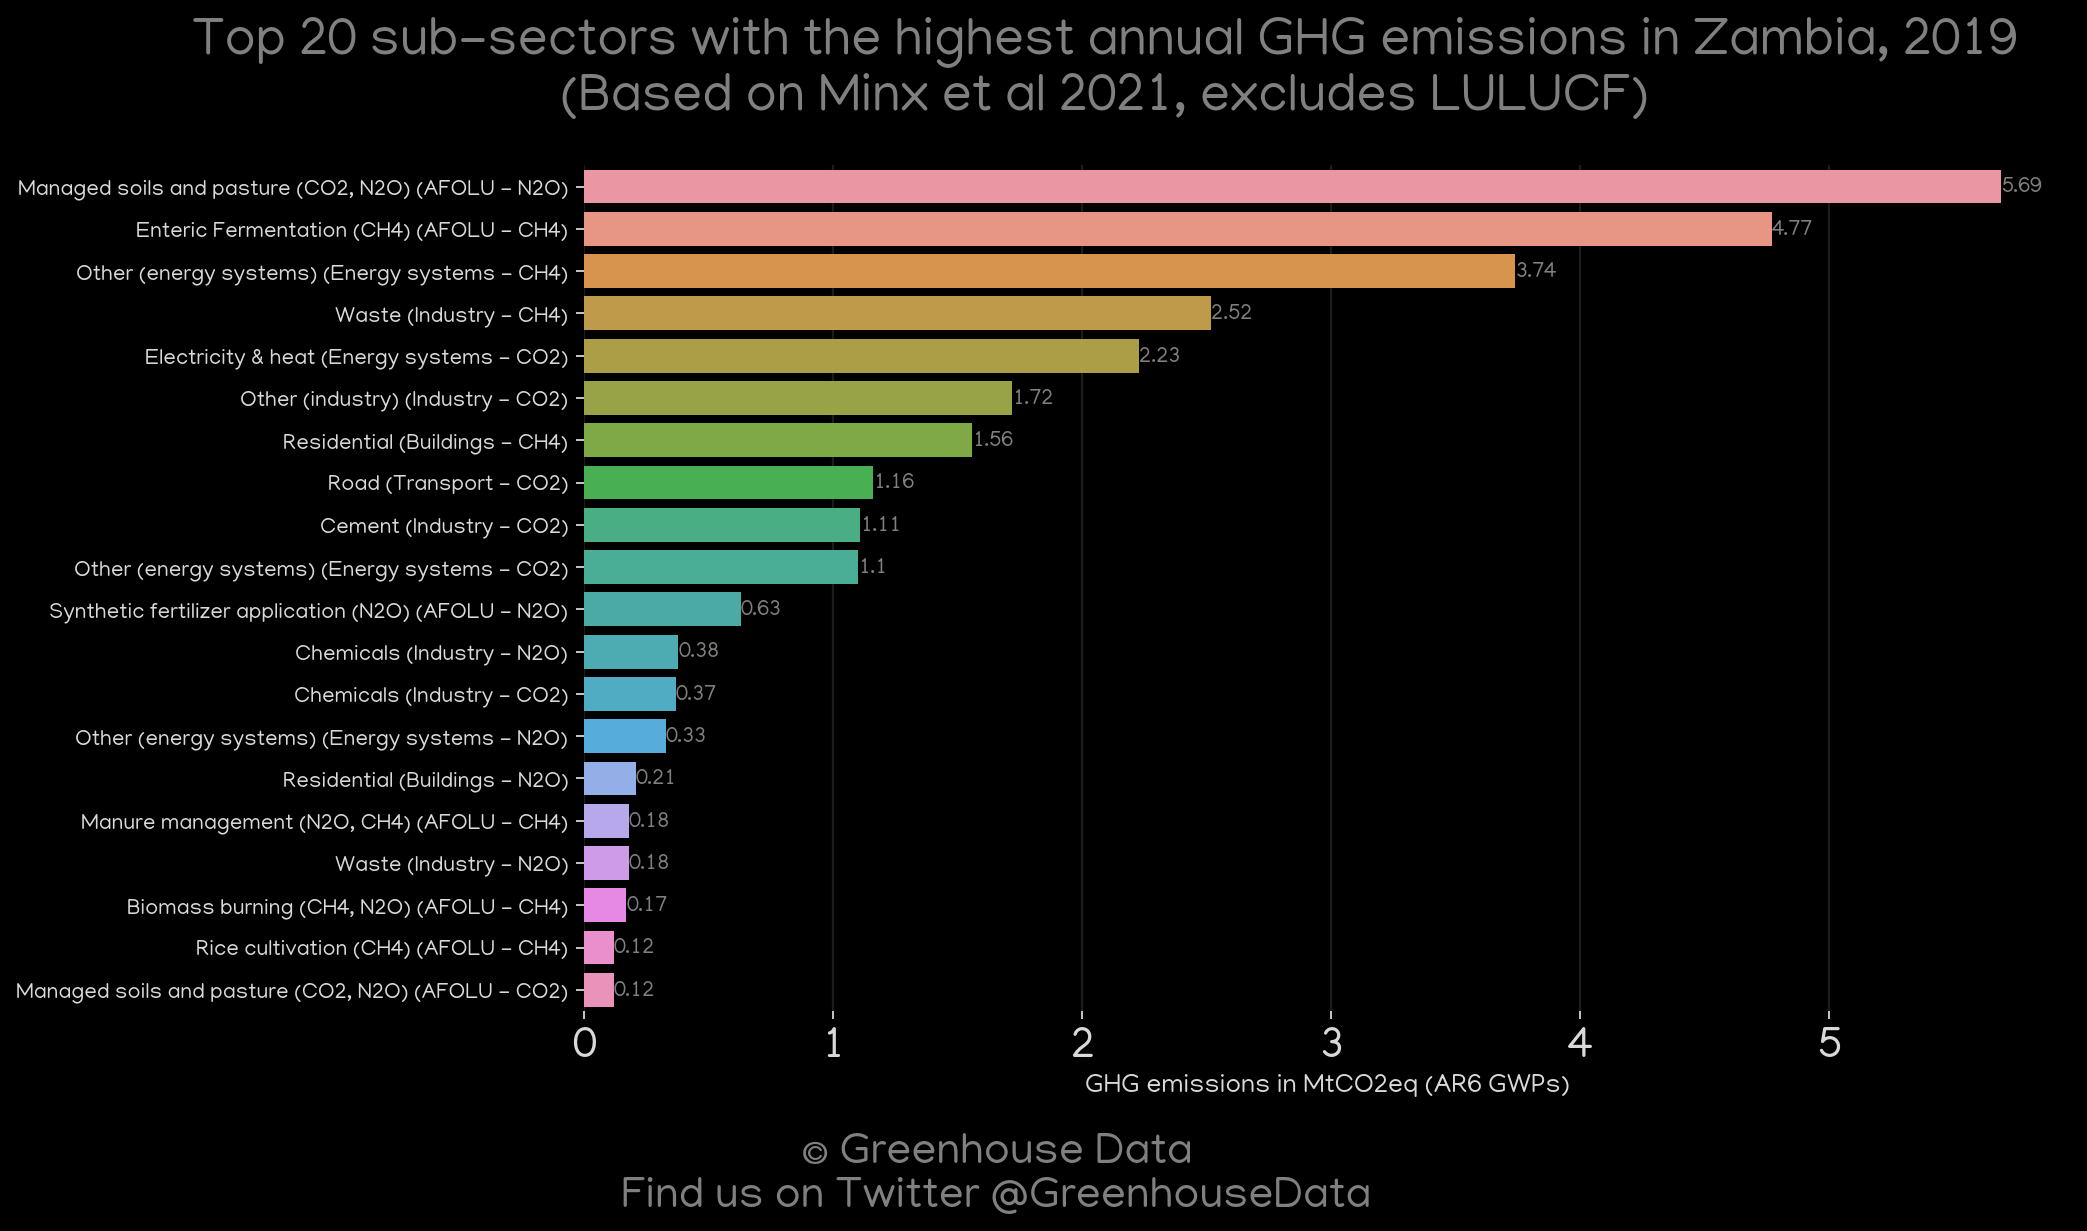 Top 20 sub-sectors with the highest annual GHG emissions in Zambia, 2019
(Based on Minx et al 2021, excludes LULUCF)
Managed soils and pasture (CO2, N2O) (AFOLU - N2O) 5.69
Enteric Fermentation (CH4) (AFOLU - CH4) 4.77
Other (energy systems) (Energy systems - CH4) 3.74
Waste (Industry - CH4) 2.52
Electricity & heat (Energy systems - CO2) 2.23
Other (industry) (Industry - CO2) 1.72
Residential (Buildings - CH4) 1.56
Road (Transport - CO2) 1.16
Cement (Industry - CO2) 1.11
Other (energy systems) (Energy systems - CO2) 1.1
Synthetic fertilizer application (N2O) (AFOLU - N2O) 0.63
Chemicals (Industry - N2O) 0.38
Chemicals (Industry - CO2) 0.37
Other (energy systems) (Energy systems - N2O) 0.33
Residential (Buildings - N2O) 0.21
Manure management (N2O, CH4) (AFOLU - CH4) 0.18
Waste (Industry - N2O) 0.18
Biomass burning (CH4, N2O) (AFOLU - CH4) 0.17
Rice cultivation (CH4) (AFOLU - CH4) 0.12
Managed soils and pasture (CO2, N2O) (AFOLU - CO2) 0.12
0 1 2 3 4 5
GHG emissions in MtCO2eq (AR6 GWPs)
© Greenhouse Data
Find us on Twitter @GreenhouseData